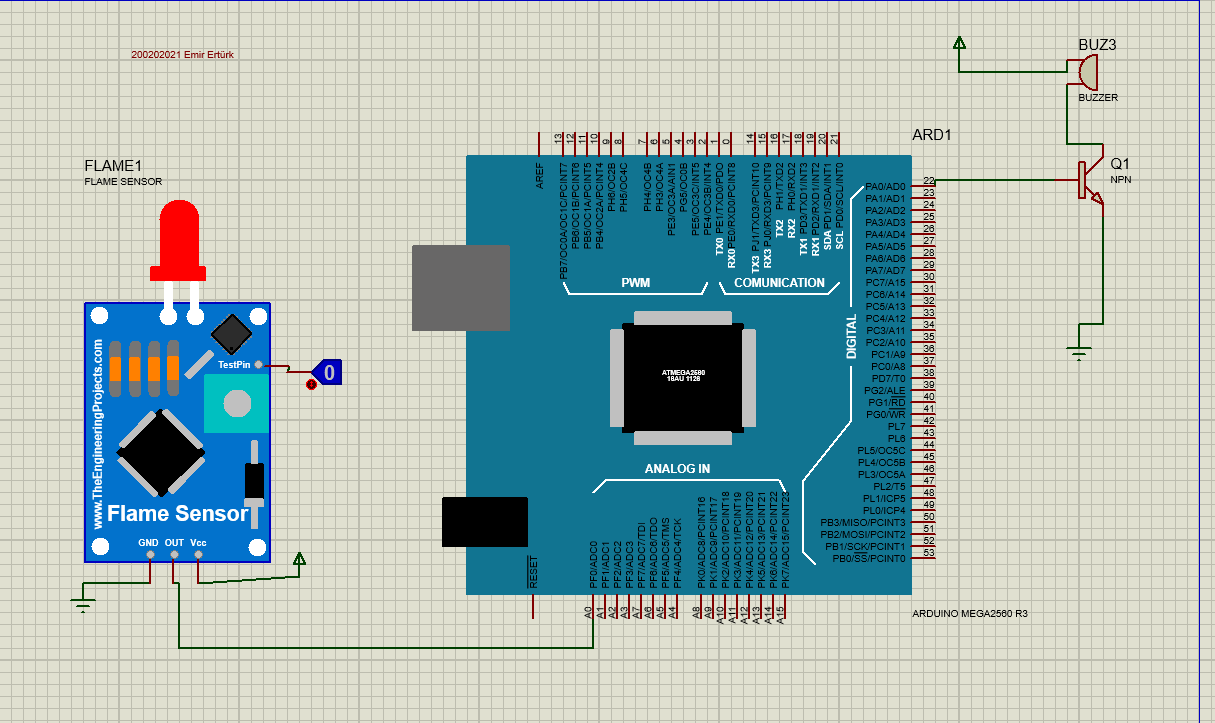 200202021 Emir Ertürk
FLAME1
FLAME SENSOR
www.TheEngineeringProjects.com
TestPin
0
Flame Sensor
GND OUT Vcc
ARD1
ARDUINO MEGA2560 R3
AREF
13 PB7/OC0A/OC1C/PCINT7
12 PB6/OC1B/PCINT6
11 PB5/OC1A/PCINT5
10 PB4/OC2A/PCINT4
9 PH6/OC2B
8 PH5/OC4C
7 PH4/OC4B
6 PH3/OC4A
5 PE3/OC3A/AIN1
4 PG5/OC0B
3 PE5/OC3C/INT5
2 PE4/OC3B/INT4
1 TX0 PE1/TXD0/PDO
0 RX0 PE0/RXD0/PCINT8
14 TX3 PJ1/TXD3/PCINT10
15 RX3 PJ0/RXD3/PCINT9
16 TX2 PH1/TXD2
17 RX2 PH0/RXD2
18 TX1 PD3/TXD1/INT3
19 RX1 PD2/RXD1/INT2
20 SDA PD1/SDA/INT1
21 SCL PD0/SCL/INT0
PWM
COMUNICATION
DIGITAL
ATMEGA2560
16AU 1126
ANALOG IN
PA0/AD0 22
PA1/AD1 23
PA2/AD2 24
PA3/AD3 25
PA4/AD4 26
PA5/AD5 27
PA6/AD6 28
PA7/AD7 29
PC7/A15 30
PC6/A14 31
PC5/A13 32
PC4/A12 33
PC3/A11 34
PC2/A10 35
PC1/A9 36
PC0/A8 37
PD7/T0 38
PG2/ALE 39
PG1/RD 40
PG0/WR 41
PL7 42
PL6 43
PL5/OC5C 44
PL4/OC5B 45
PL3/OC5A 46
PL2/T5 47
PL1/ICP5 48
PL0/ICP4 49
PB3/MISO/PCINT3 50
PB2/MOSI/PCINT2 51
PB1/SCK/PCINT1 52
PB0/SS/PCINT0 53
RESET
PF0/ADC0 A0
PF1/ADC1 A1
PF2/ADC2 A2
PF3/ADC3 A3
PF7/ADC7/TDI A7
PF6/ADC6/TDO A6
PF5/ADC5/TMS A5
PF4/ADC4/TCK A4
PK0/ADC8/PCINT16 A8
PK1/ADC9/PCINT17 A9
PK2/ADC10/PCINT18 A10
PK3/ADC11/PCINT19 A11
PK4/ADC12/PCINT20 A12
PK5/ADC13/PCINT21 A13
PK6/ADC14/PCINT22 A14
PK7/ADC15/PCINT23 A15
BUZ3
BUZZER
Q1
NPN